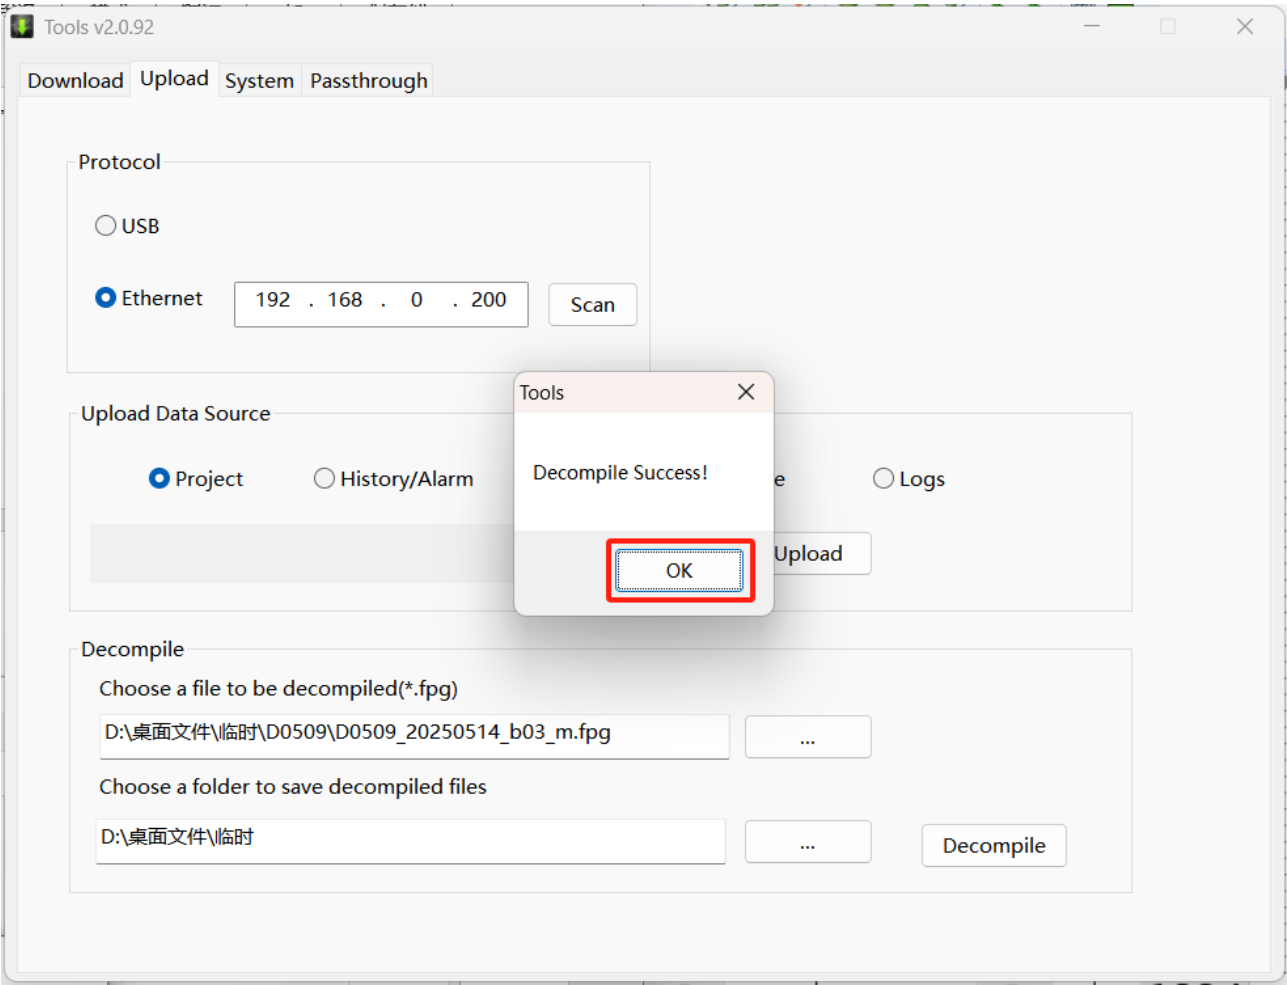 Tools v2.0.92
Download Upload System Passthrough
Protocol
USB
Ethernet 192 . 168 . 0 . 200 Scan
Tools
Upload Data Source
Decompile Success!
Project History/Alarm e Logs
Upload
OK
Decompile
Choose a file to be decompiled(*.fpg)
D:\桌面文件\临时\D0509\D0509_20250514_b03_m.fpg ...
Choose a folder to save decompiled files
D:\桌面文件\临时 ... Decompile